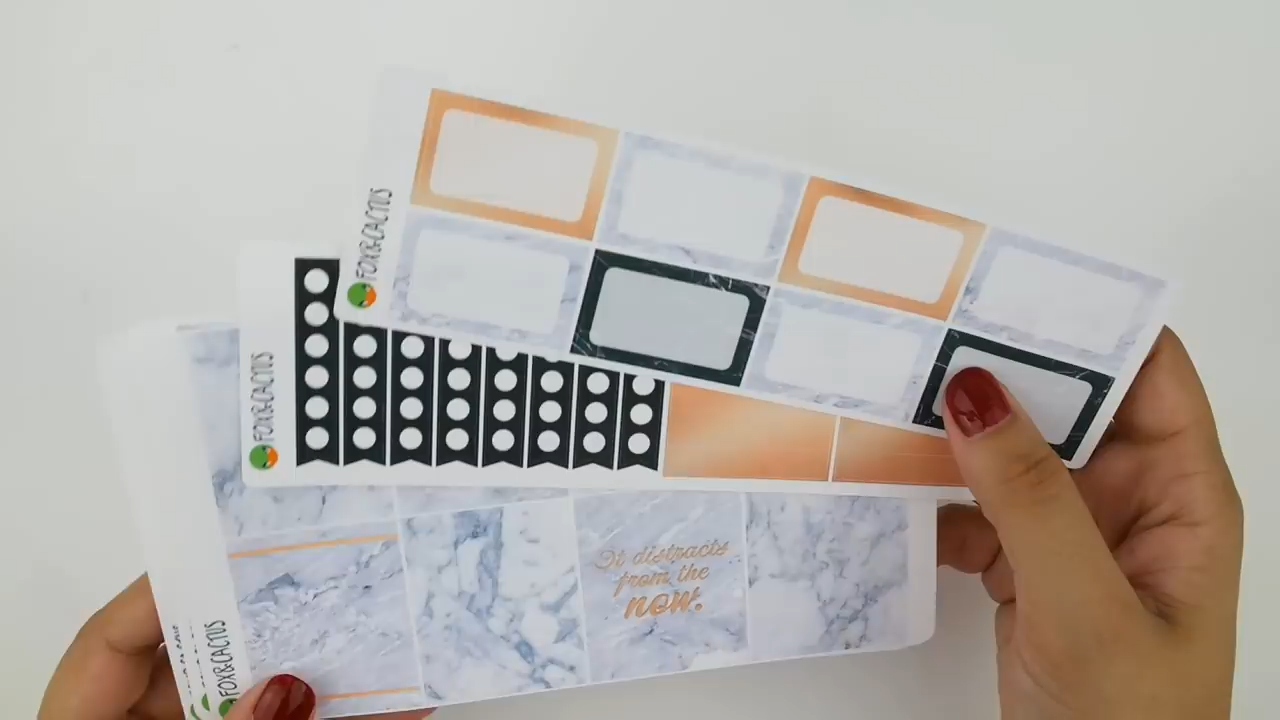 FOX&CACTUS
FOX&CACTUS
It distracts
from the
now.
FOX&CACTUS